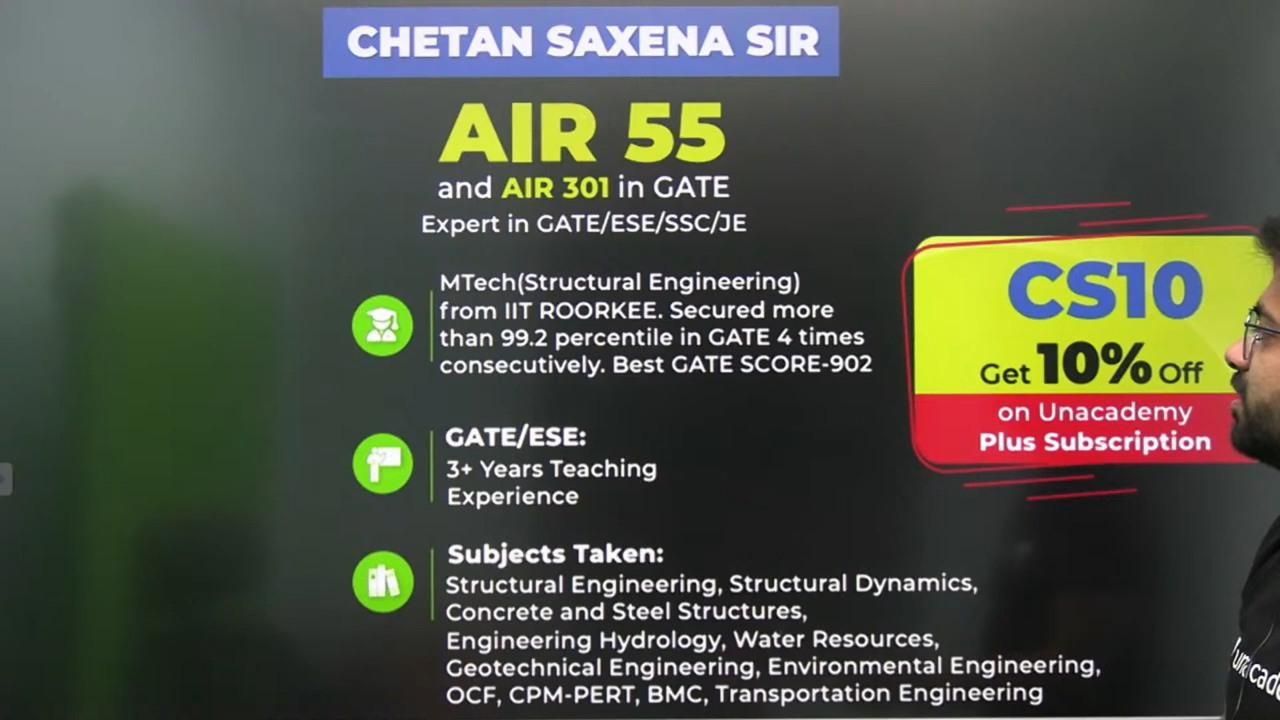 CHETAN SAXENA SIR
AIR 55
and AIR 301 in GATE
Expert in GATE/ESE/SSC/JE
MTech(Structural Engineering)
from IIT ROORKEE. Secured more
than 99.2 percentile in GATE 4 times
consecutively. Best GATE SCORE-902
GATE/ESE:
3+ Years Teaching
Experience
Subjects Taken:
Structural Engineering, Structural Dynamics,
Concrete and Steel Structures,
Engineering Hydrology, Water Resources,
Geotechnical Engineering, Environmental Engineering,
OCF, CPM-PERT, BMC, Transportation Engineering
CS10
Get 10% Off
on Unacademy
Plus Subscription